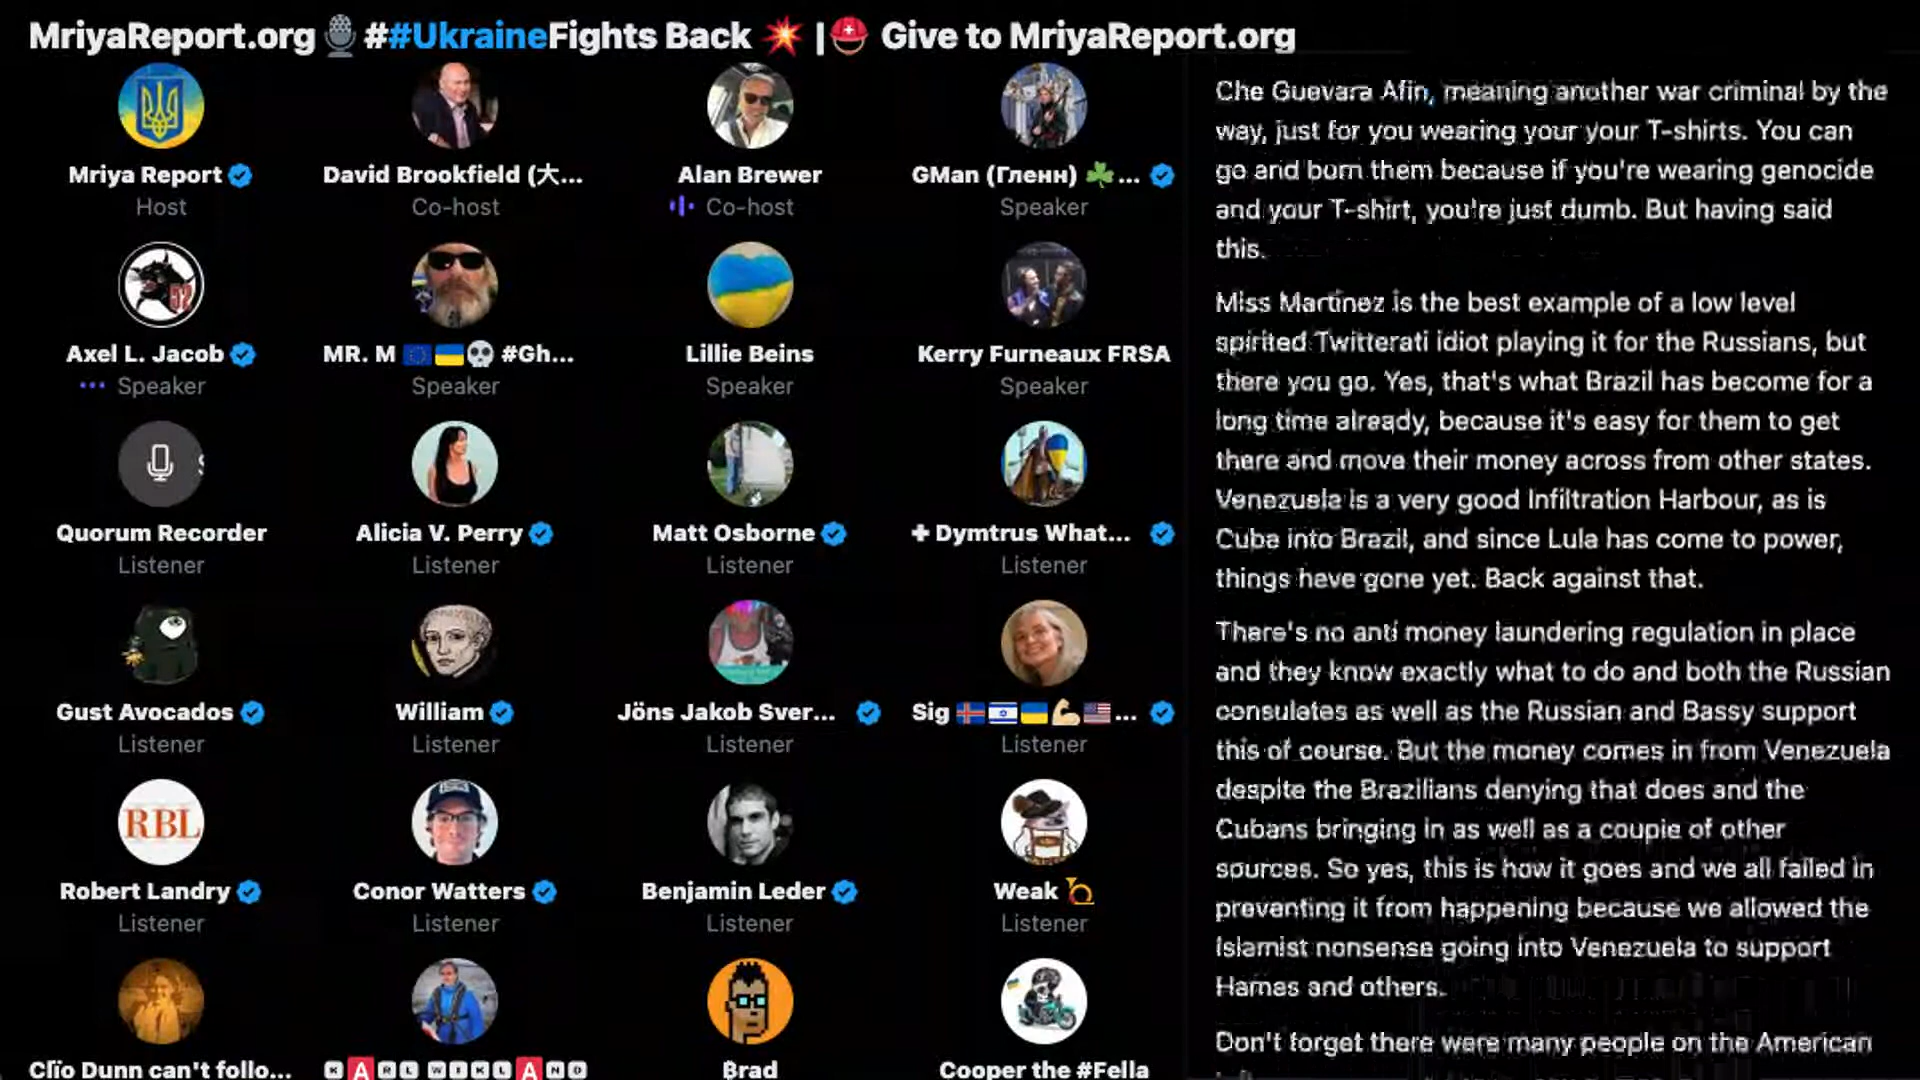 MriyaReport.org 🎙️ ##UkraineFights Back 💥 |⛑️ Give to MriyaReport.org
Mriya Report
Host
David Brookfield (大...
Co-host
Alan Brewer
Co-host
GMan (Гленн) ☘️...
Speaker
52
Axel L. Jacob
Speaker
MR. M 🇪🇺🇺🇦💀 #Gh...
Speaker
Lillie Beins
Speaker
Kerry Furneaux FRSA
Speaker
Quorum Recorder
Listener
Alicia V. Perry
Listener
Matt Osborne
Listener
✚ Dymtrus What...
Listener
Gust Avocados
Listener
William
Listener
Jöns Jakob Sver...
Listener
Sig 🇮🇸🇮🇱🇺🇦💪🏼🇺🇸...
Listener
RBL
Robert Landry
Listener
Conor Watters
Listener
Benjamin Leder
Listener
Weak
Listener
Clïo Dunn can't follo...
KARL WIKLAND
₿rad
Cooper the #Fella
Che Guevara Afin, meaning another war criminal by the
way, just for you wearing your your T-shirts. You can
go and born them because if you're wearing genocide
and your T-shirt, you're just dumb. But having said
this.
Miss Martinez is the best example of a low level
spirited Twitterati idiot playing it for the Russians, but
there you go. Yes, that's what Brazil has become for a
long time already, because it's easy for them to get
there and move their money across from other states.
Venezuela is a very good Infiltration Harbour, as is
Cuba into Brazil, and since Lula has come to power,
things have gone yet. Back against that.
There's no anti money laundering regulation in place
and they know exactly what to do and both the Russian
consulates as well as the Russian and Bassy support
this of course. But the money comes in from Venezuela
despite the Brazilians denying that does and the
Cubans bringing in as well as a couple of other
sources. So yes, this is how it goes and we all failed in
preventing it from happening because we allowed the
Islamist nonsense going into Venezuela to support
Hamas and others.
Don't forget there were many people on the American